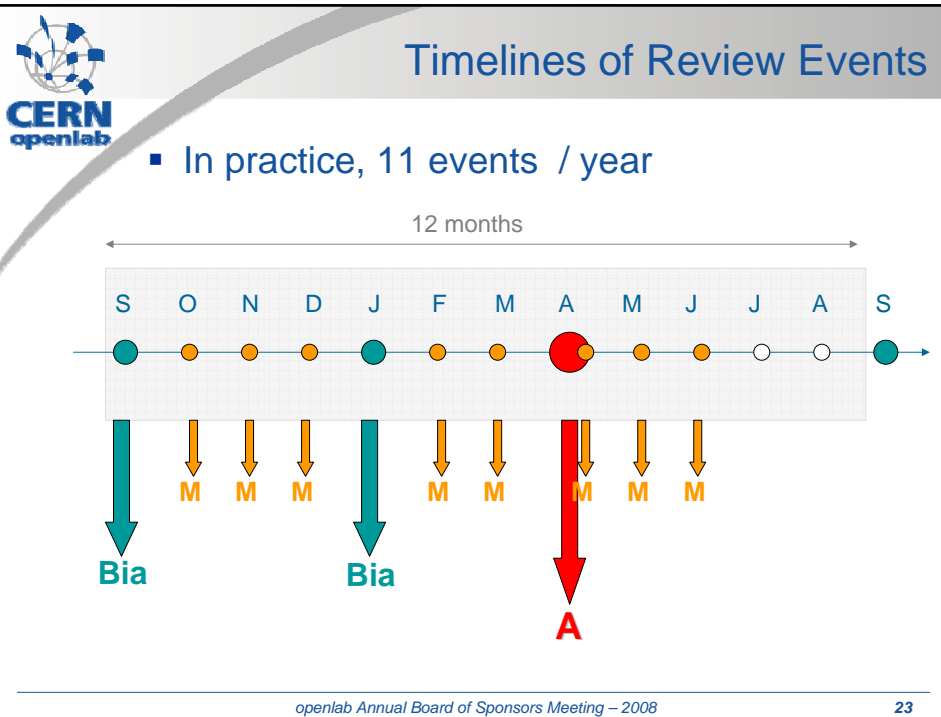 CERN
openlab
Timelines of Review Events
In practice, 11 events / year
12 months
S O N D J F M A M J J A S
M M M M M M M M
Bia Bia
A
openlab Annual Board of Sponsors Meeting – 2008 23